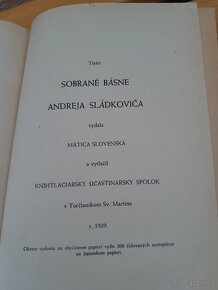 Tieto
SOBRANÉ BÁSNE
ANDREJA SLÁDKOVIČA
vydala
MATICA SLOVENSKÁ
a vytlačil
KNIHTLAČIARSKY ÚČASTINÁRSKY SPOLOK
v Turčianskom Sv. Martine
r. 1939.
Okrem vydania na obyčajnom papieri vyšlo 200 číslovaných exemplárov
na japonskom papieri.